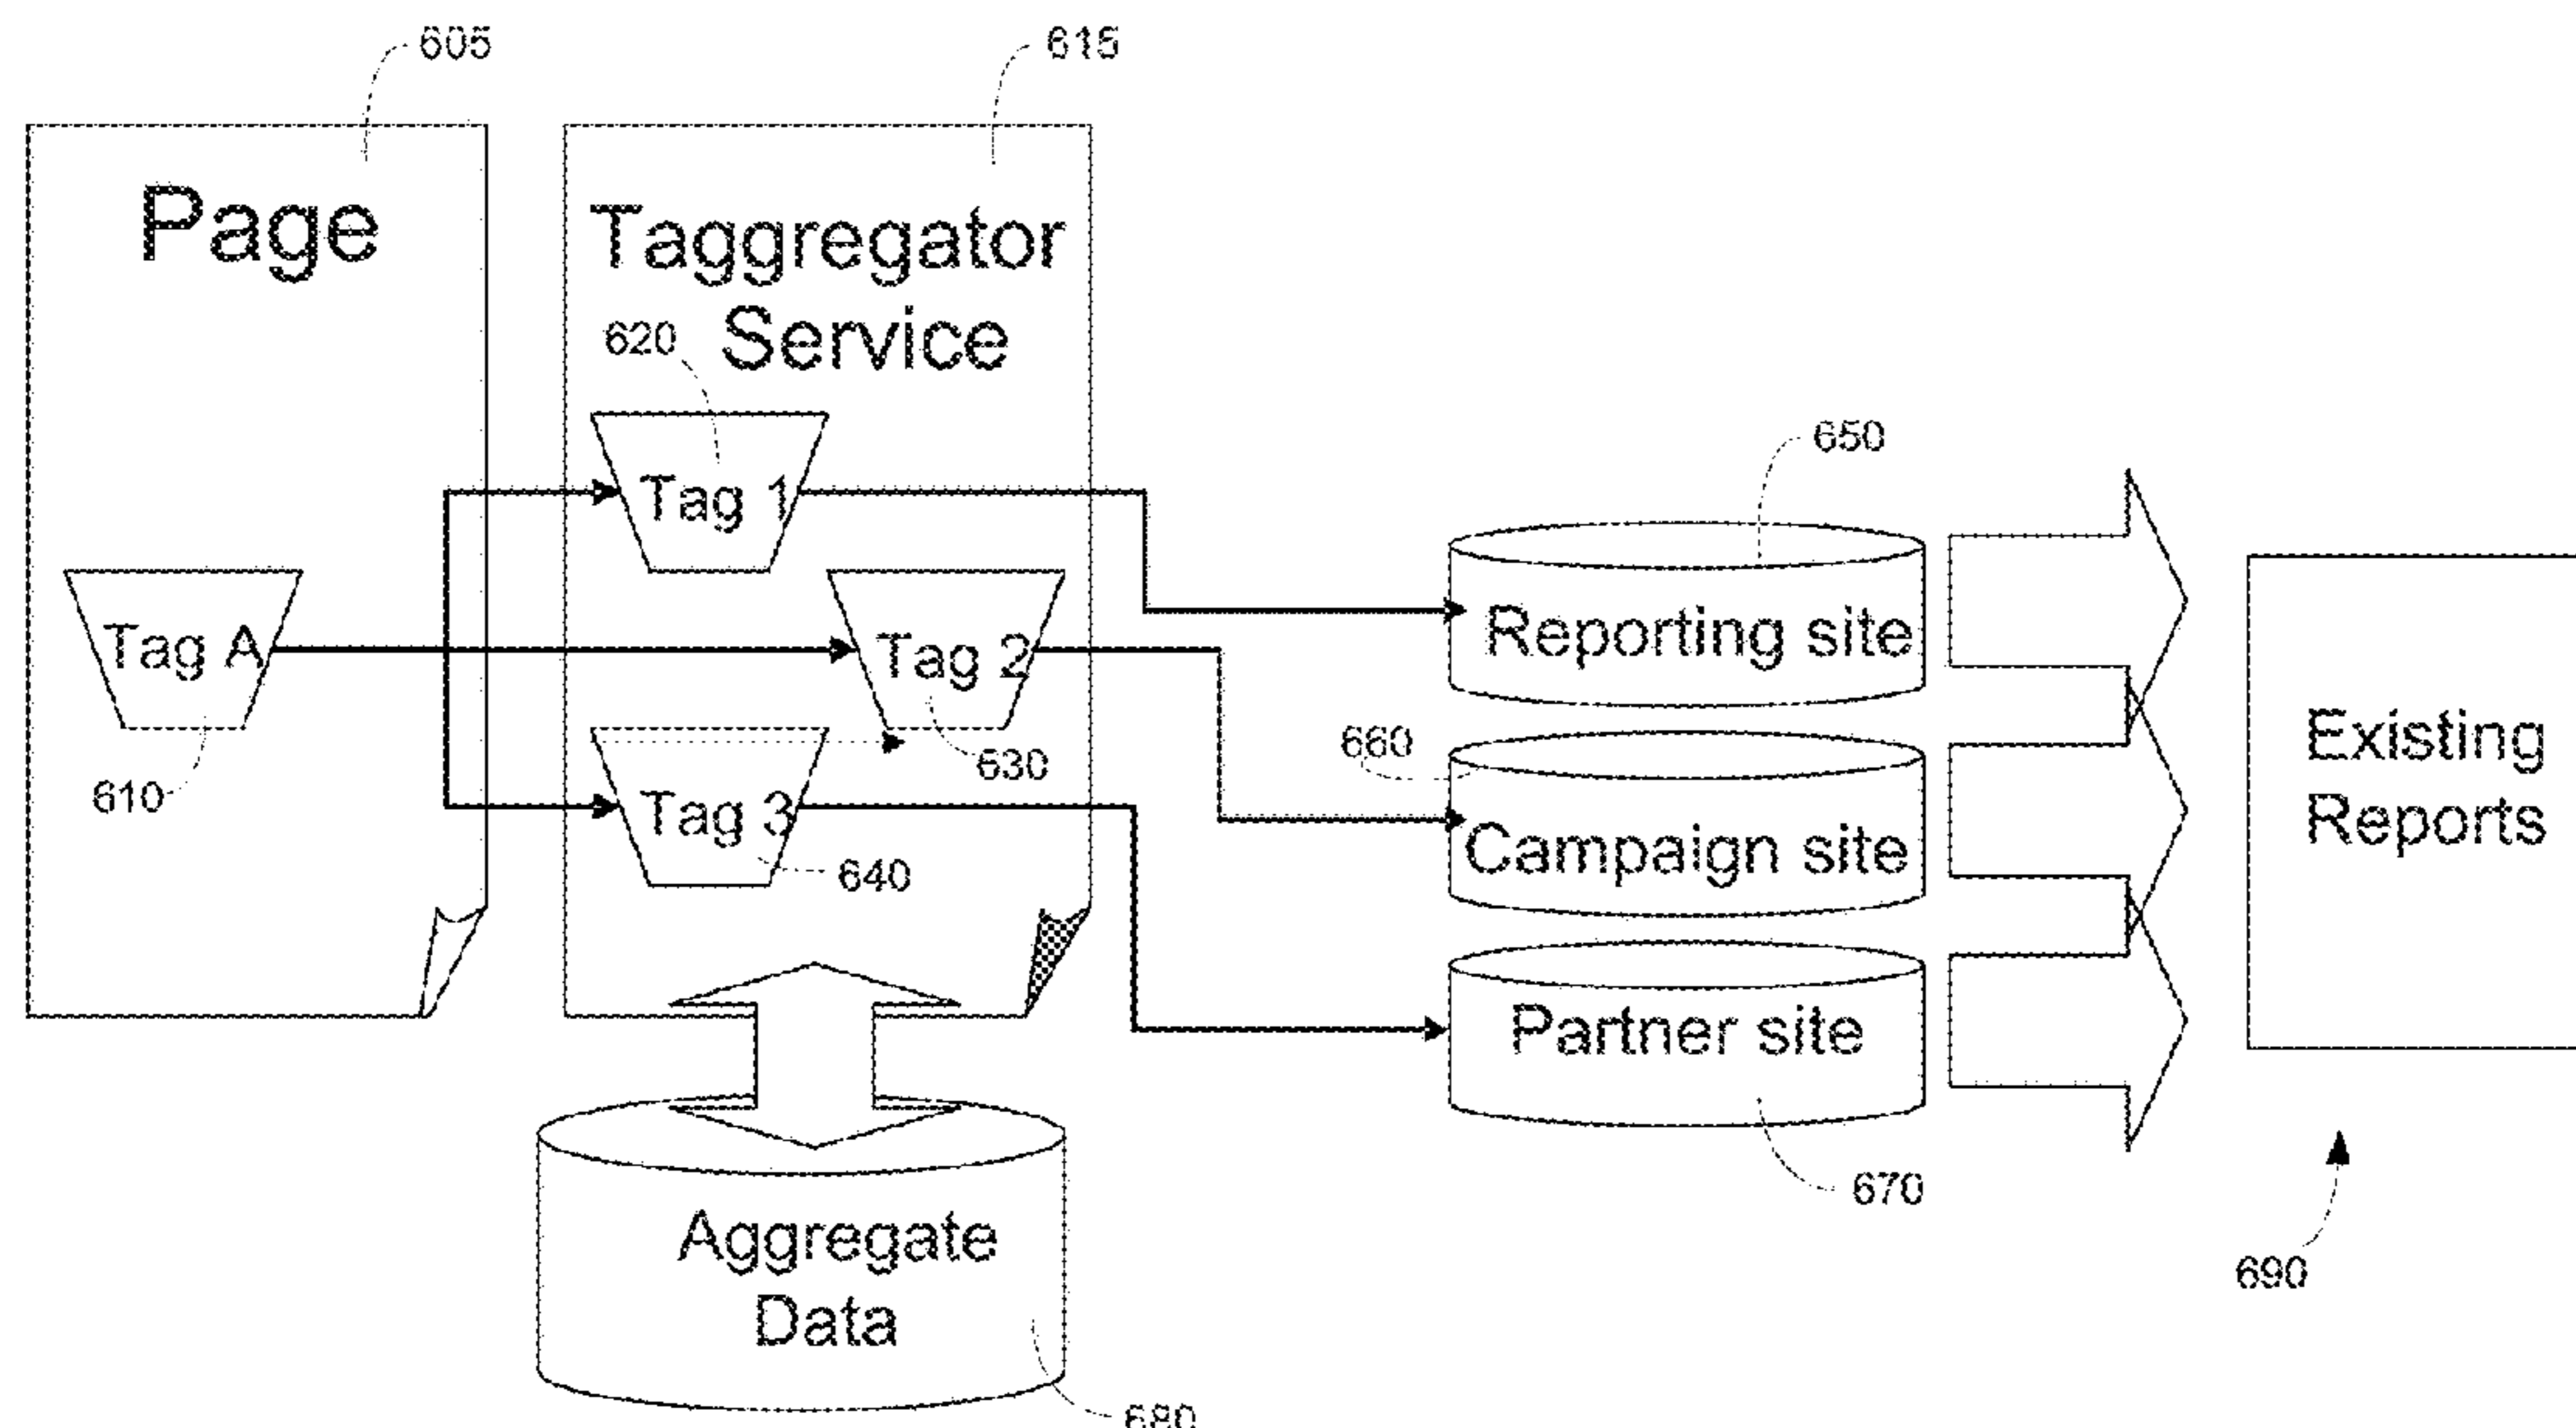 605
615
Page
Taggregator
Service
620
Tag 1
650
Tag A
Tag 2
Reporting site
610
630
660
Tag 3
640
Campaign site
Existing
Reports
Partner site
670
690
Aggregate
Data
680